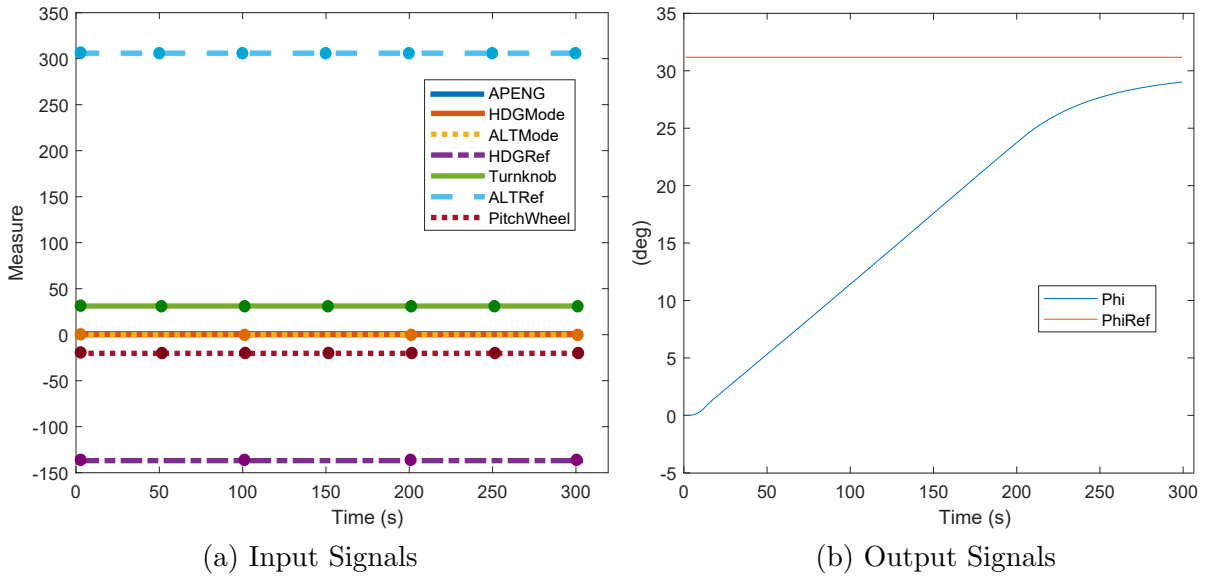 350
300
250
200
150
100
50
0
-50
-100
-150
Measure
APENG
HDGMode
ALTMode
HDGRef
Turnknob
ALTRef
PitchWheel
0 50 100 150 200 250 300
Time (s)
(a) Input Signals
35
30
25
20
15
10
5
0
-5
(deg)
Phi
PhiRef
0 50 100 150 200 250 300
Time (s)
(b) Output Signals